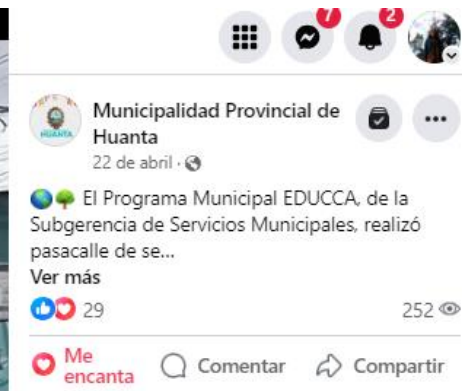 7
2
Municipalidad Provincial de
Huanta
22 de abril ·
El Programa Municipal EDUCCA, de la
Subgerencia de Servicios Municipales, realizó
pasacalle de se...
Ver más
29
252
Me
encanta
Comentar
Compartir
HUANTA